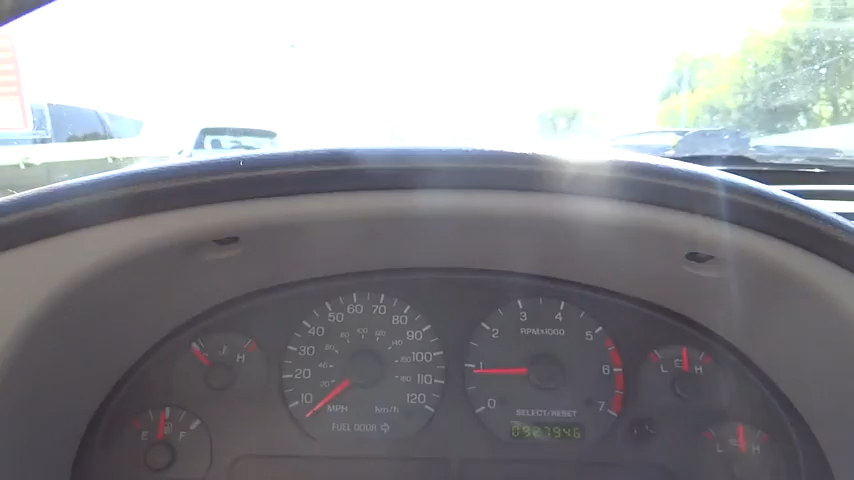 50 60 70 80
40 90
30 100
20 110
10 120
MPH km/h
FUEL DOOR
3 4
2 5
RPMX1000
1 6
0 7
SELECT/RESET
0927946
H
E F
L H
L H